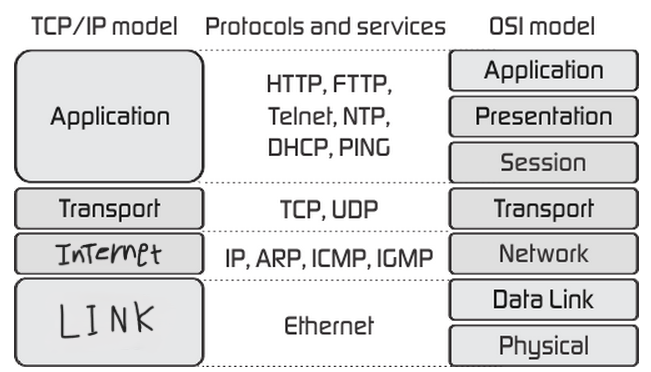 TCP/IP model Protocols and services OSI model
Application
HTTP, FTTP,
Telnet, NTP,
DHCP, PING
Application
Presentation
Session
Transport TCP, UDP Transport
Internet IP, ARP, ICMP, IGMP Network
LINK Ethernet Data Link
Physical